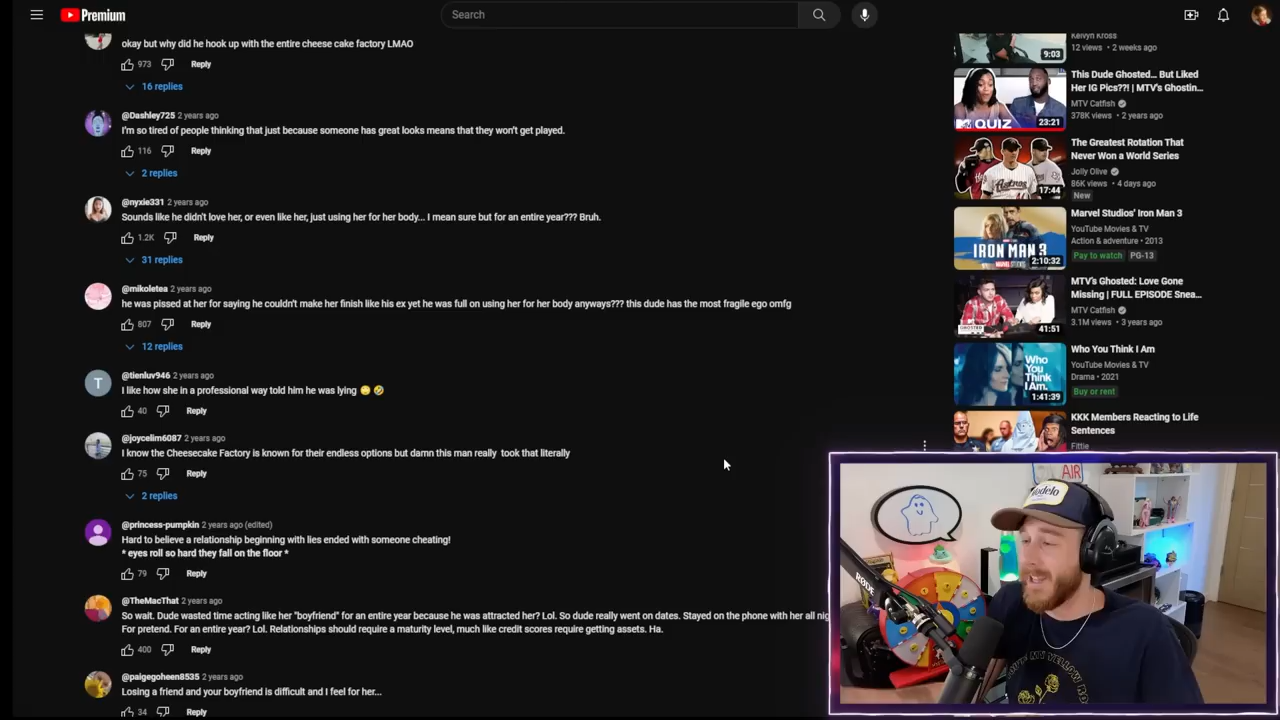 Premium
Search
okay but why did he hook up with the entire cheese cake factory LMAO
973 Reply
16 replies
@Dashley725 2 years ago
I'm so tired of people thinking that just because someone has great looks means that they won't get played.
116 Reply
2 replies
@nyxie331 2 years ago
Sounds like he didn't love her, or even like her, just using her for her body... I mean sure but for an entire year??? Bruh.
1.2K Reply
31 replies
@mikoletea 2 years ago
he was pissed at her for saying he couldn't make her finish like his ex yet he was full on using her for her body anyways??? this dude has the most fragile ego omfg
807 Reply
12 replies
T
@tienluv946 2 years ago
I like how she in a professional way told him he was lying 🙄 🤣
40 Reply
@joycelim6087 2 years ago
I know the Cheesecake Factory is known for their endless options but damn this man really took that literally
75 Reply
2 replies
@princess-pumpkin 2 years ago (edited)
Hard to believe a relationship beginning with lies ended with someone cheating!
* eyes roll so hard they fall on the floor *
79 Reply
@TheMacThat 2 years ago
So wait. Dude wasted time acting like her "boyfriend" for an entire year because he was attracted her? Lol. So dude really went on dates. Stayed on the phone with her all nig
For pretend. For an entire year? Lol. Relationships should require a maturity level, much like credit scores require getting assets. Ha.
400 Reply
@paigegoheen8535 2 years ago
Losing a friend and your boyfriend is difficult and I feel for her...
34 Reply
9:03
Kelvyn Kross
12 views • 2 weeks ago
QUIZ
23:21
This Dude Ghosted... But Liked
Her IG Pics??! | MTV's Ghostin...
MTV Catfish
378K views • 2 years ago
17:44
The Greatest Rotation That
Never Won a World Series
Jolly Olive
86K views • 4 days ago
New
IRON MAN 3
2:10:32
Marvel Studios' Iron Man 3
YouTube Movies & TV
Action & adventure • 2013
Pay to watch PG-13
41:51
MTV's Ghosted: Love Gone
Missing | FULL EPISODE Snea...
MTV Catfish
3.1M views • 3 years ago
Who
You
Think
I Am.
1:41:39
Who You Think I Am
YouTube Movies & TV
Drama • 2021
Buy or rent
KKK Members Reacting to Life
Sentences
Fittie
AIR
Modelo
RØDE